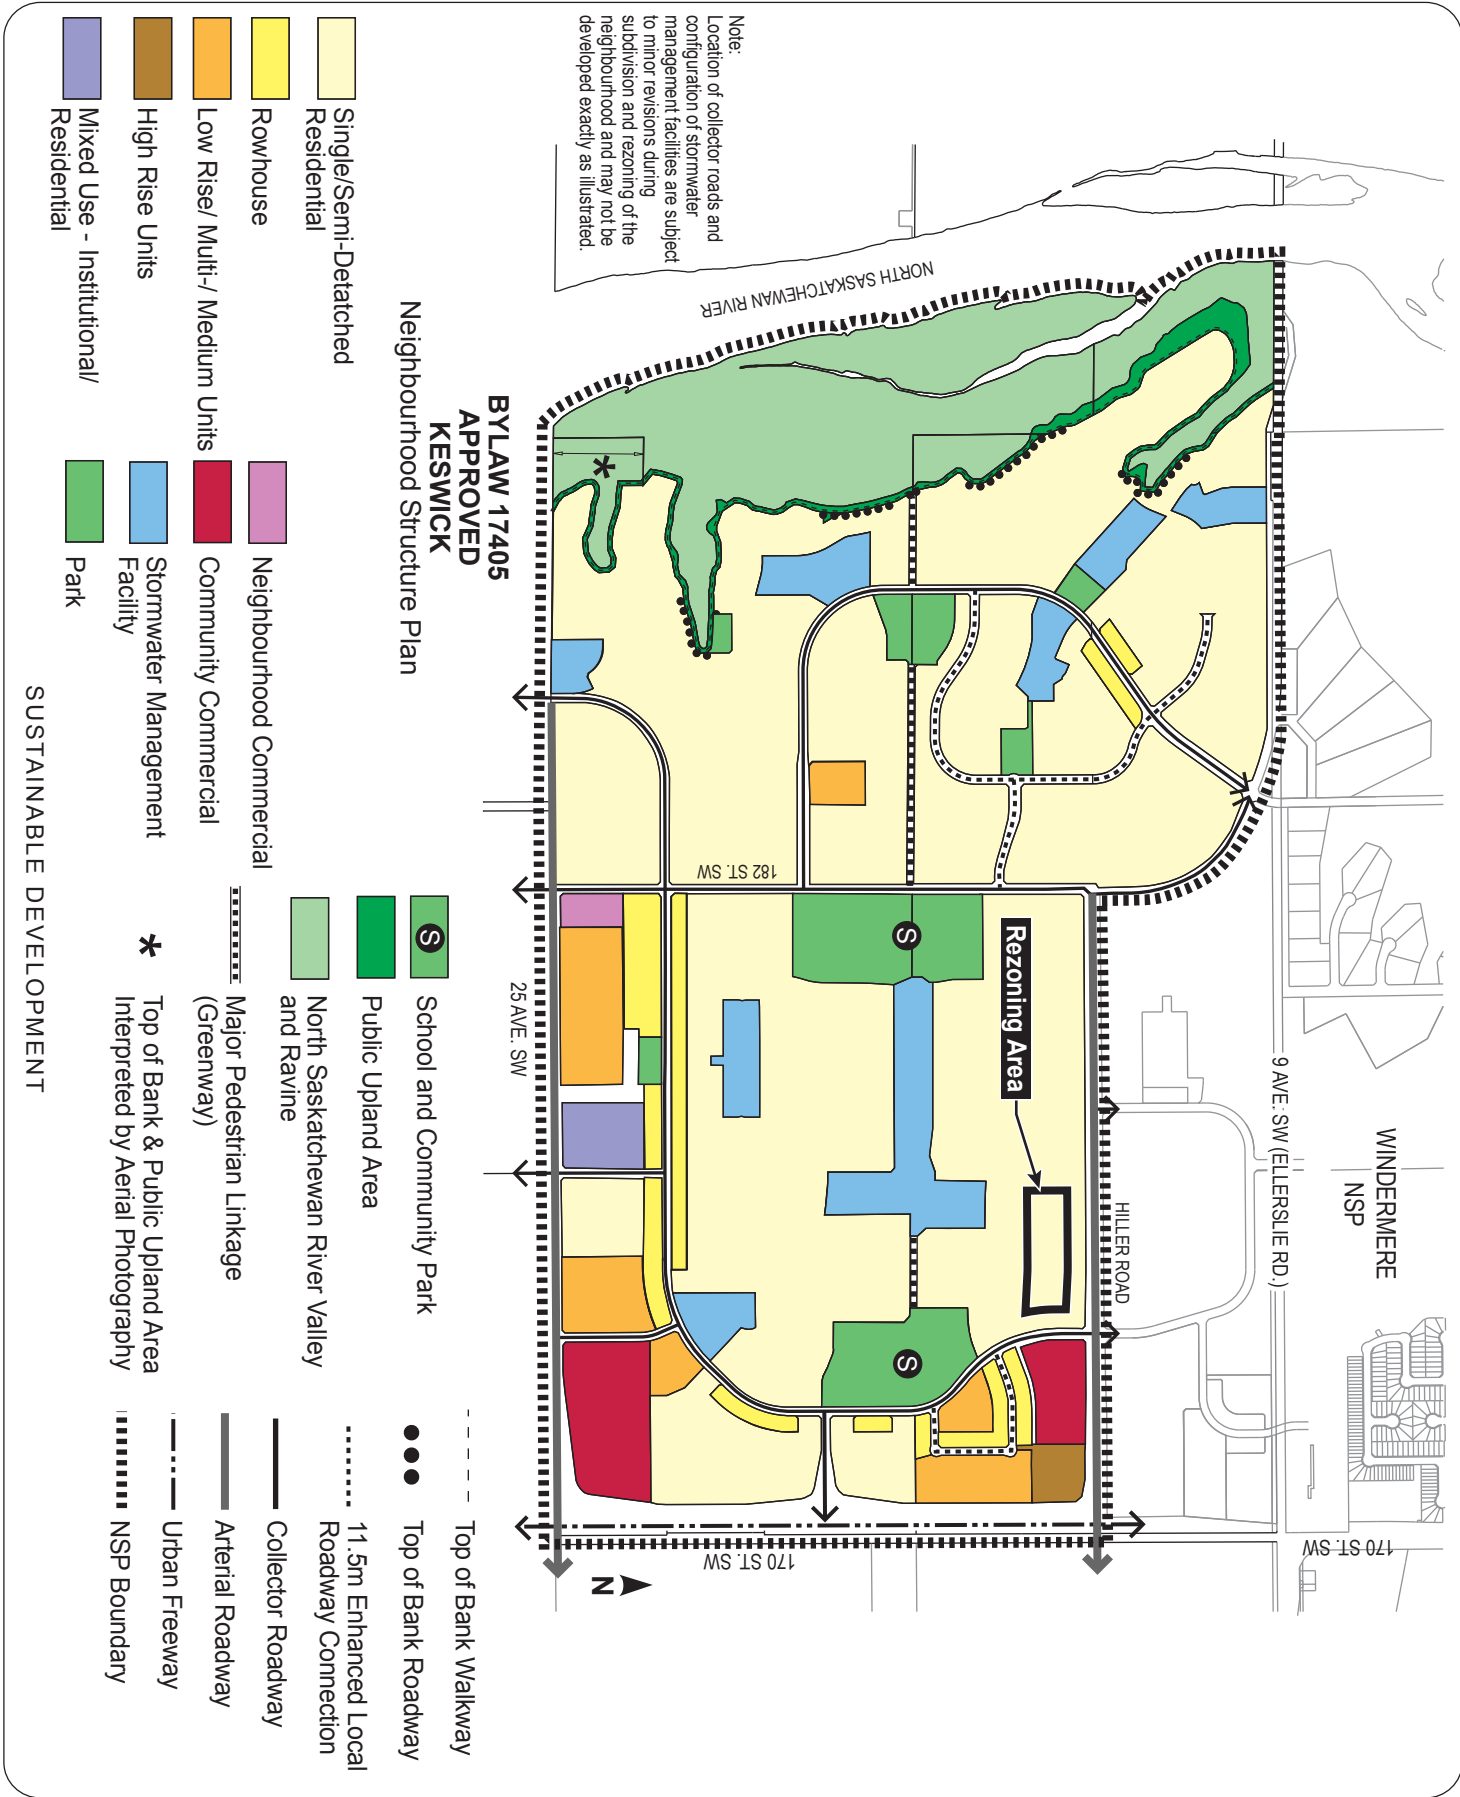 Note:
Location of collector roads and
configuration of stormwater
management facilities are subject
to minor revisions during
subdivision and rezoning of the
neighbourhood and may not be
developed exactly as illustrated.
NORTH SASKATCHEWAN RIVER
WINDERMERE
NSP
9 AVE. SW (ELLERSLIE RD.)
HILLER ROAD
170 ST. SW
Rezoning Area
S
S
182 ST. SW
25 AVE. SW
170 ST. SW
*
N
BYLAW 17405
APPROVED
KESWICK
Neighbourhood Structure Plan
Single/Semi-Detatched
Residential
Rowhouse
Low Rise/ Multi-/ Medium Units
High Rise Units
Mixed Use - Institutional/
Residential
Neighbourhood Commercial
Community Commercial
Stormwater Management
Facility
Park
S
School and Community Park
Public Upland Area
North Saskatchewan River Valley
and Ravine
Major Pedestrian Linkage
(Greenway)
*
Top of Bank & Public Upland Area
Interpreted by Aerial Photography
Top of Bank Walkway
Top of Bank Roadway
11.5m Enhanced Local
Roadway Connection
Collector Roadway
Arterial Roadway
Urban Freeway
NSP Boundary
SUSTAINABLE DEVELOPMENT